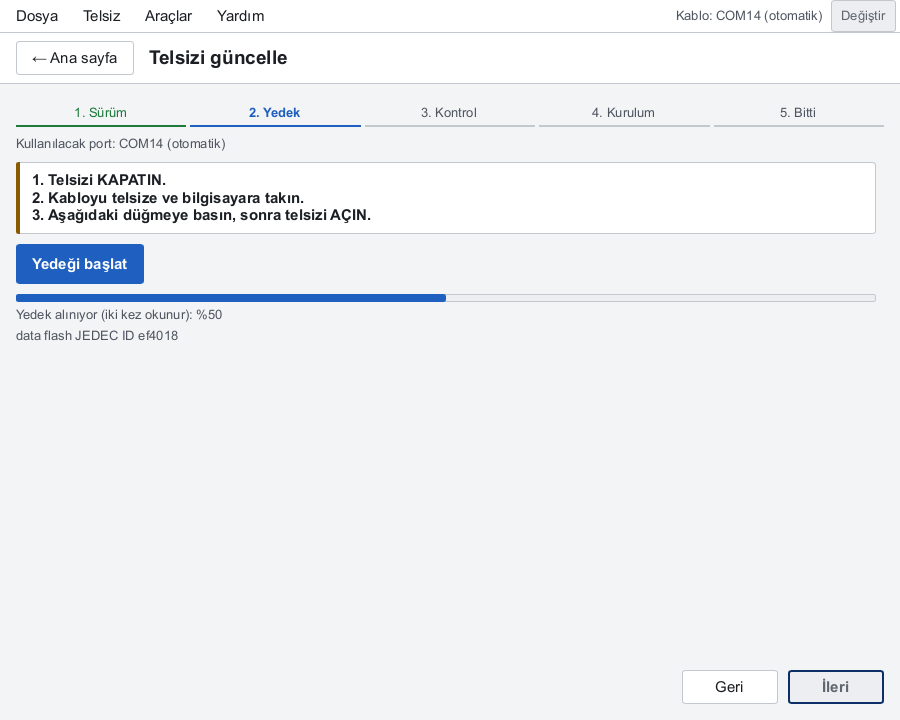 Dosya Telsiz Araçlar Yardım Kablo: COM14 (otomatik) Değiştir
← Ana sayfa Telsizi güncelle
1. Sürüm 2. Yedek 3. Kontrol 4. Kurulum 5. Bitti
Kullanılacak port: COM14 (otomatik)
1. Telsizi KAPATIN.
2. Kabloyu telsize ve bilgisayara takın.
3. Aşağıdaki düğmeye basın, sonra telsizi AÇIN.
Yedeği başlat
Yedek alınıyor (iki kez okunur): %50
data flash JEDEC ID ef4018
Geri İleri